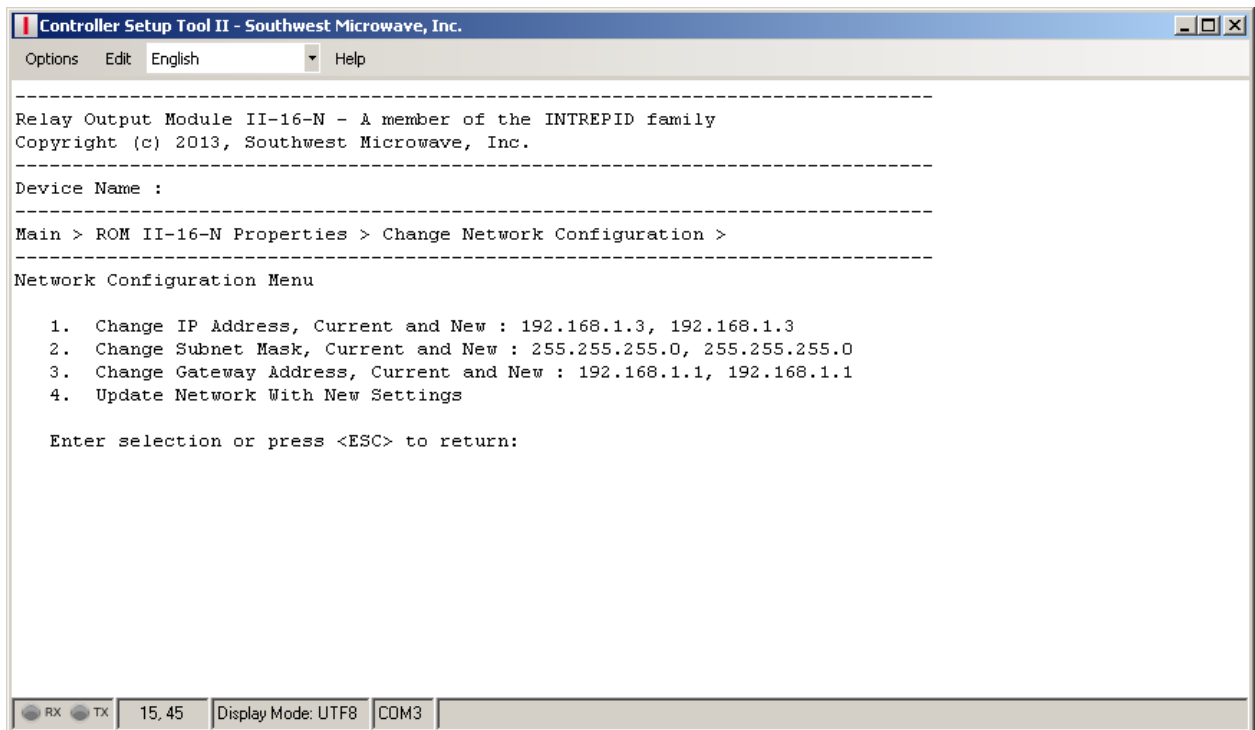 Controller Setup Tool II - Southwest Microwave, Inc.
Options Edit English Help
--------------------------------------------------------------------------------
Relay Output Module II-16-N - A member of the INTREPID family
Copyright (c) 2013, Southwest Microwave, Inc.
--------------------------------------------------------------------------------
Device Name :
--------------------------------------------------------------------------------
Main > ROM II-16-N Properties > Change Network Configuration >
--------------------------------------------------------------------------------
Network Configuration Menu
1. Change IP Address, Current and New : 192.168.1.3, 192.168.1.3
2. Change Subnet Mask, Current and New : 255.255.255.0, 255.255.255.0
3. Change Gateway Address, Current and New : 192.168.1.1, 192.168.1.1
4. Update Network With New Settings
Enter selection or press <ESC> to return:
RX TX 15, 45 Display Mode: UTF8 COM3